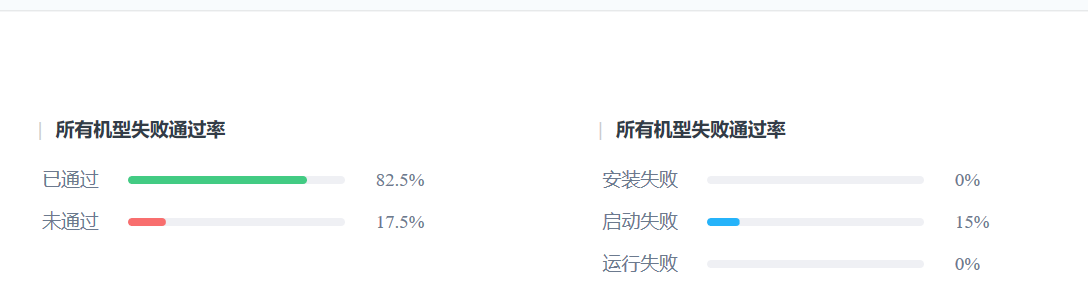 所有机型失败通过率
已通过 82.5%
未通过 17.5%
所有机型失败通过率
安装失败 0%
启动失败 15%
运行失败 0%